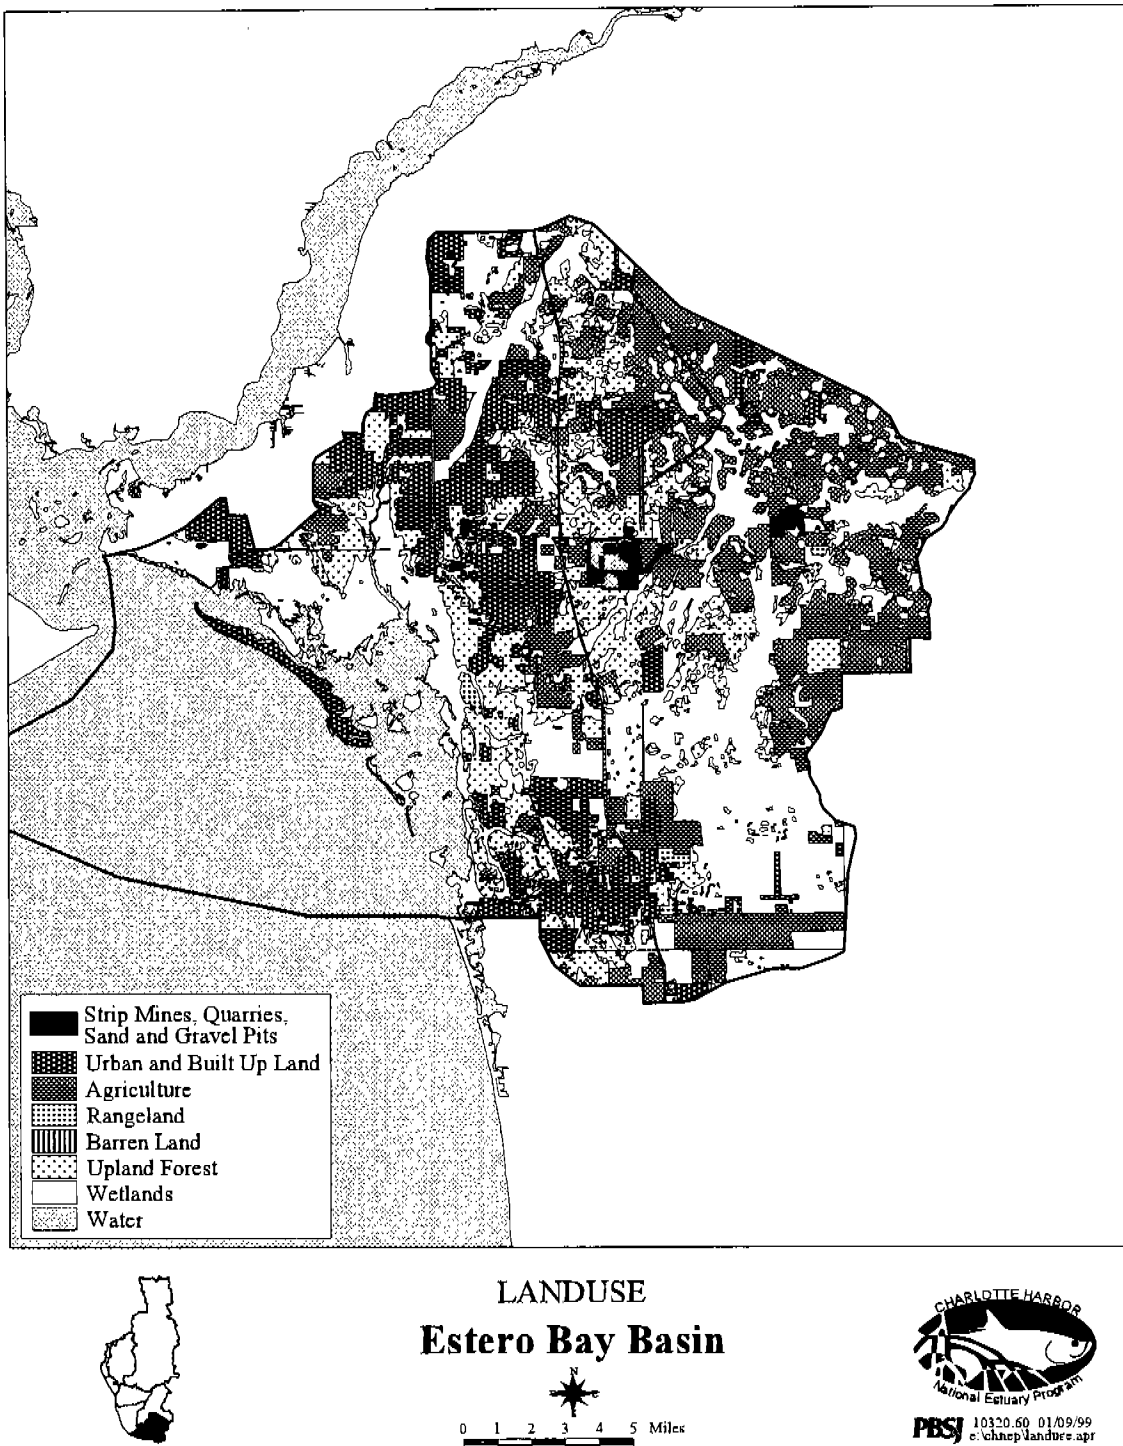 Strip Mines, Quarries,
Sand and Gravel Pits
Urban and Built Up Land
Agriculture
Rangeland
Barren Land
Upland Forest
Wetlands
Water
LANDUSE
Estero Bay Basin
N
0 1 2 3 4 5 Miles
CHARLOTTE HARBOR
National Estuary Program
PBSJ 10320.60 01/09/99
e:\chnep\landuse.apr